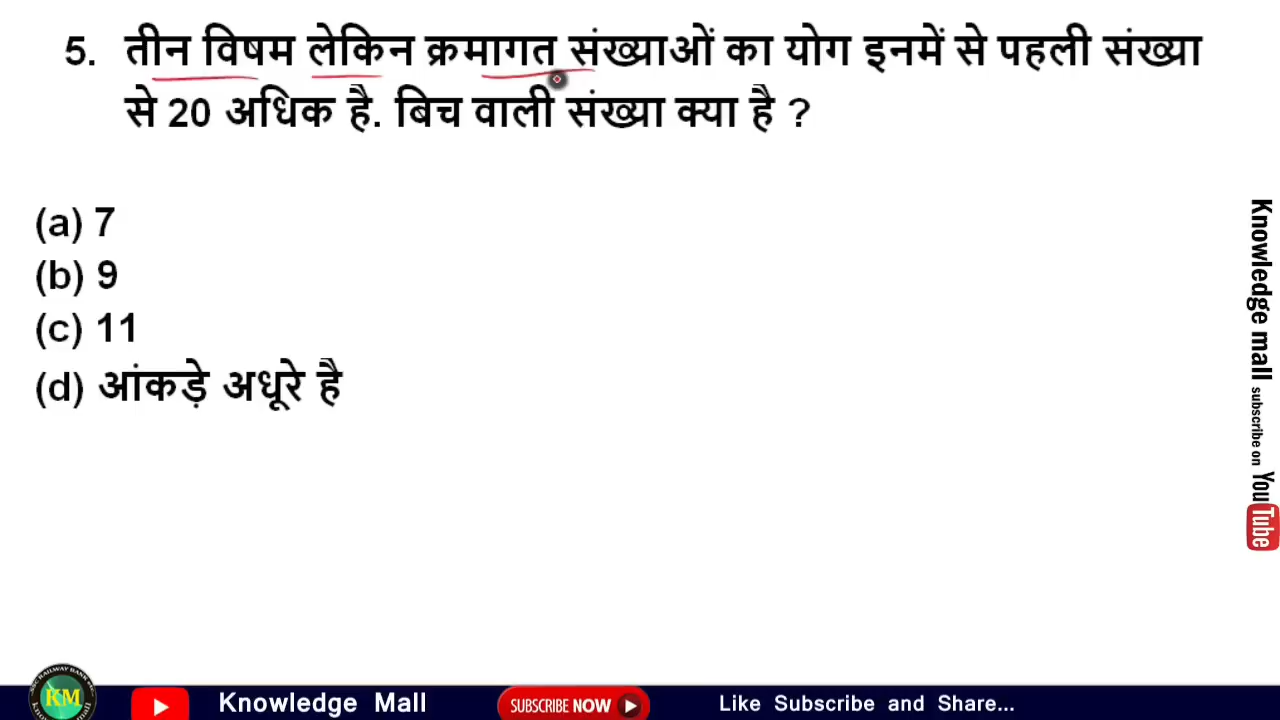 5. तीन विषम लेकिन क्रमागत संख्याओं का योग इनमें से पहली संख्या
से 20 अधिक है. बिच वाली संख्या क्या है ?
(a) 7
(b) 9
(c) 11
(d) आंकड़े अधूरे है
Knowledge mall subscribe on YouTube
KM
Knowledge Mall
SUBSCRIBE NOW
Like Subscribe and Share...